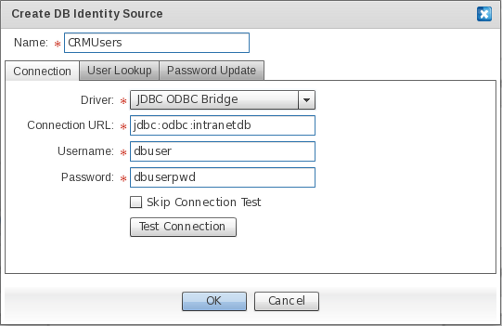 Create DB Identity Source
Name: * CRMUsers
Connection User Lookup Password Update
Driver: * JDBC ODBC Bridge
Connection URL: * jdbc:odbc:intranetdb
Username: * dbuser
Password: * dbuserpwd
Skip Connection Test
Test Connection
OK Cancel